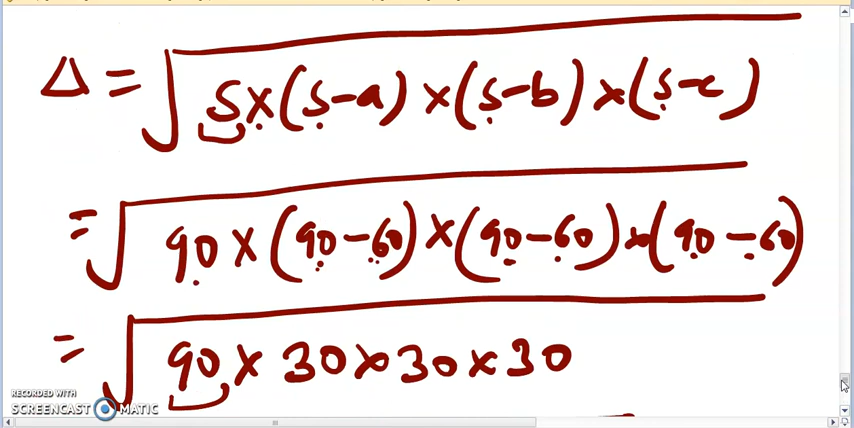 Δ = √s×(s-a)×(s-b)×(s-c)
= √90×(90-60)×(90-60)×(90-60)
= √90×30×30×30
RECORDED WITH
SCREENCAST MATIC